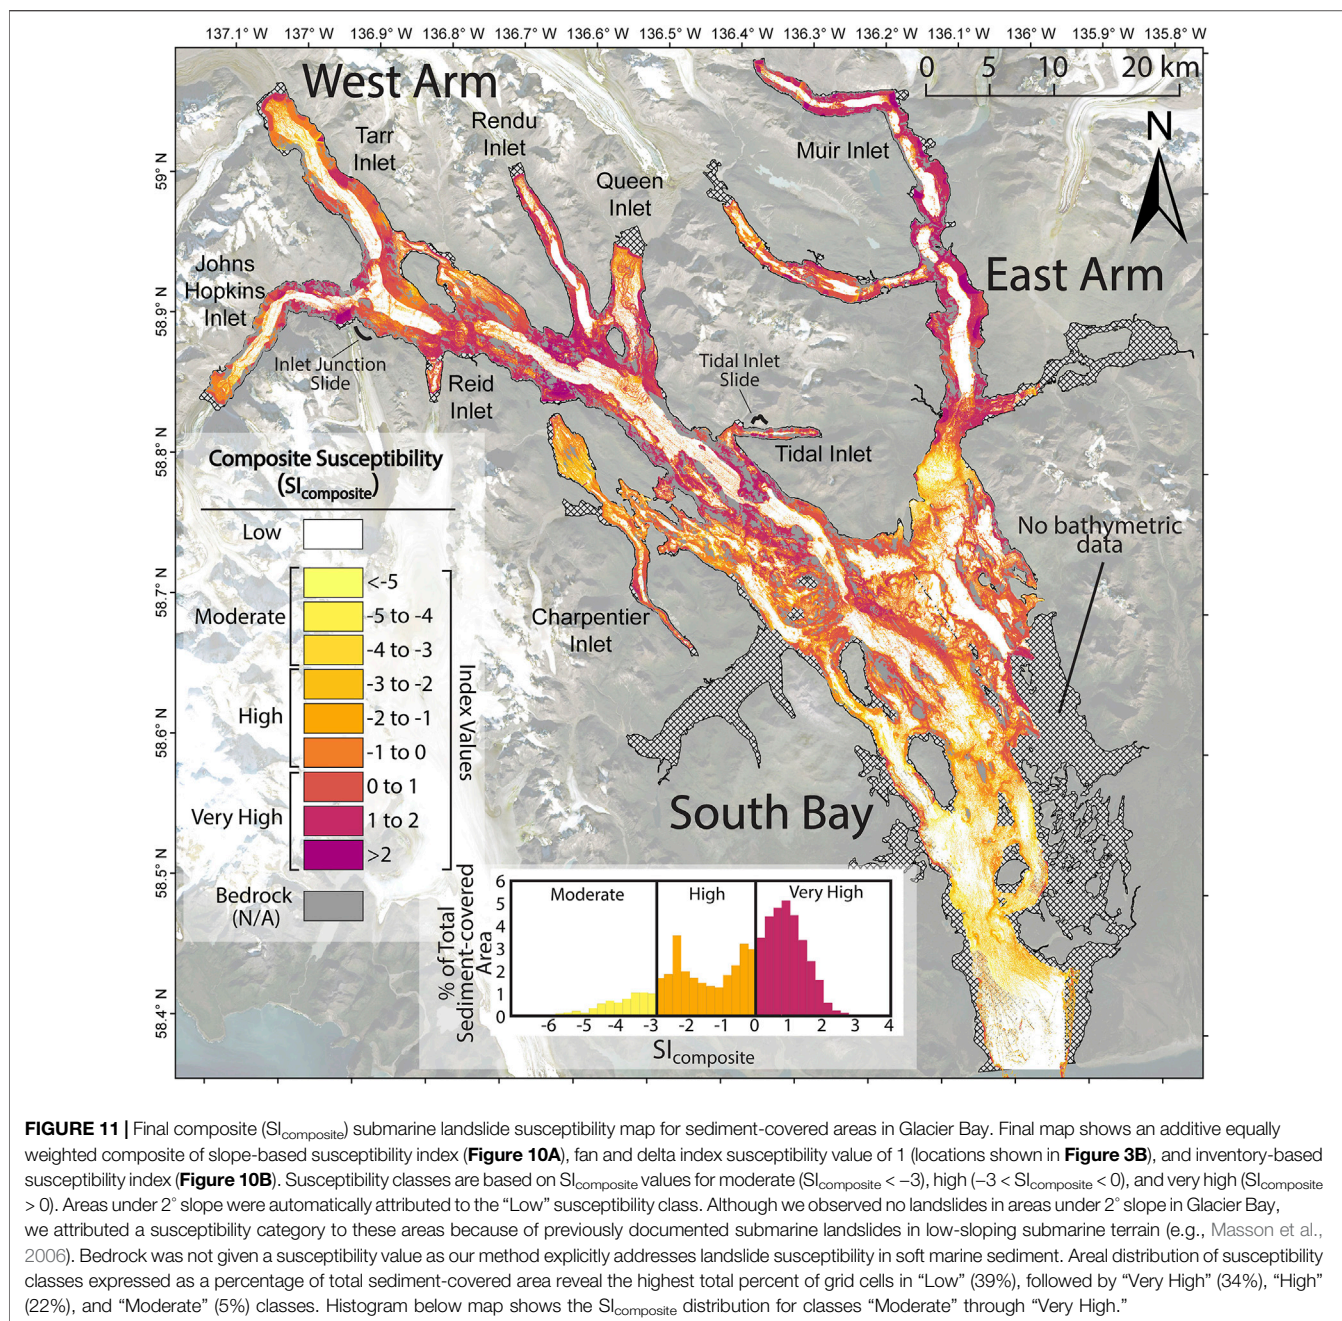 137.1° W 137° W 136.9° W 136.8° W 136.7° W 136.6° W 136.5° W 136.4° W 136.3° W 136.2° W 136.1° W 136° W 135.9° W 135.8° W
0 5 10 20 km
N
West Arm
Tarr
Inlet
Rendu
Inlet
Queen
Inlet
Muir Inlet
East Arm
Johns
Hopkins
Inlet
Inlet Junction
Slide
Reid
Inlet
Tidal Inlet
Slide
Tidal Inlet
No bathymetric
data
Charpentier
Inlet
South Bay
59° N
58.9° N
58.8° N
58.7° N
58.6° N
58.5° N
58.4° N
Composite Susceptibility
(SIcomposite)
Low
Moderate
<-5
-5 to -4
-4 to -3
High
-3 to -2
-2 to -1
-1 to 0
Very High
0 to 1
1 to 2
>2
Index Values
Bedrock
(N/A)
% of Total
Sediment-covered
Area
6
5
4
3
2
1
0
Moderate High Very High
-6 -5 -4 -3 -2 -1 0 1 2 3 4
SIcomposite
FIGURE 11 | Final composite (SIcomposite) submarine landslide susceptibility map for sediment-covered areas in Glacier Bay. Final map shows an additive equally
weighted composite of slope-based susceptibility index (Figure 10A), fan and delta index susceptibility value of 1 (locations shown in Figure 3B), and inventory-based
susceptibility index (Figure 10B). Susceptibility classes are based on SIcomposite values for moderate (SIcomposite < −3), high (−3 < SIcomposite < 0), and very high (SIcomposite
> 0). Areas under 2° slope were automatically attributed to the “Low” susceptibility class. Although we observed no landslides in areas under 2° slope in Glacier Bay,
we attributed a susceptibility category to these areas because of previously documented submarine landslides in low-sloping submarine terrain (e.g., Masson et al.,
2006). Bedrock was not given a susceptibility value as our method explicitly addresses landslide susceptibility in soft marine sediment. Areal distribution of susceptibility
classes expressed as a percentage of total sediment-covered area reveal the highest total percent of grid cells in “Low” (39%), followed by “Very High” (34%), “High”
(22%), and “Moderate” (5%) classes. Histogram below map shows the SIcomposite distribution for classes “Moderate” through “Very High.”